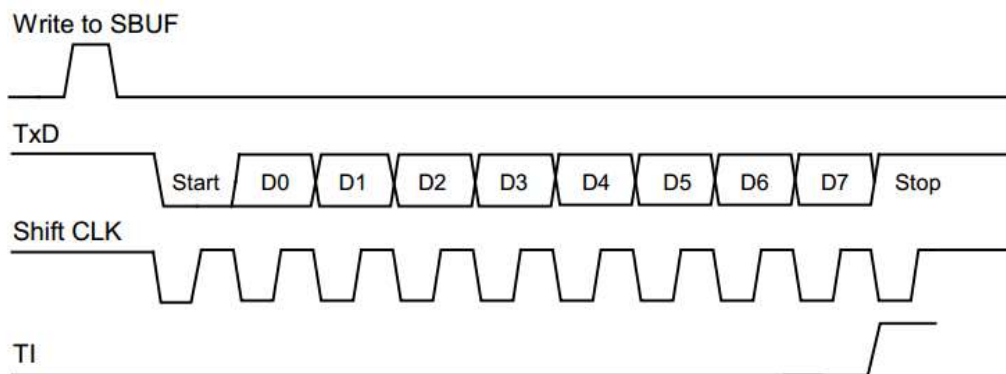 Write to SBUF
TxD
Start D0 D1 D2 D3 D4 D5 D6 D7 Stop
Shift CLK
TI